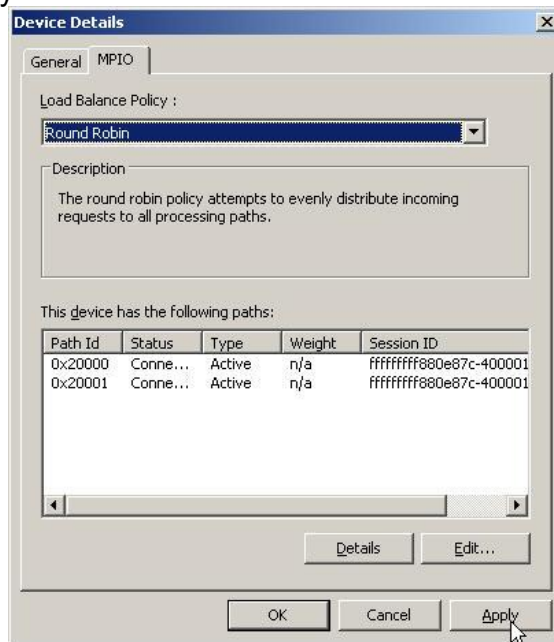 y
Device Details
General MPIO
Load Balance Policy :
Round Robin
Description
The round robin policy attempts to evenly distribute incoming
requests to all processing paths.
This device has the following paths:
Path Id Status Type Weight Session ID
0x20000 Conne... Active n/a ffffffff880e87c-400001
0x20001 Conne... Active n/a ffffffff880e87c-400001
Details Edit...
OK Cancel Apply